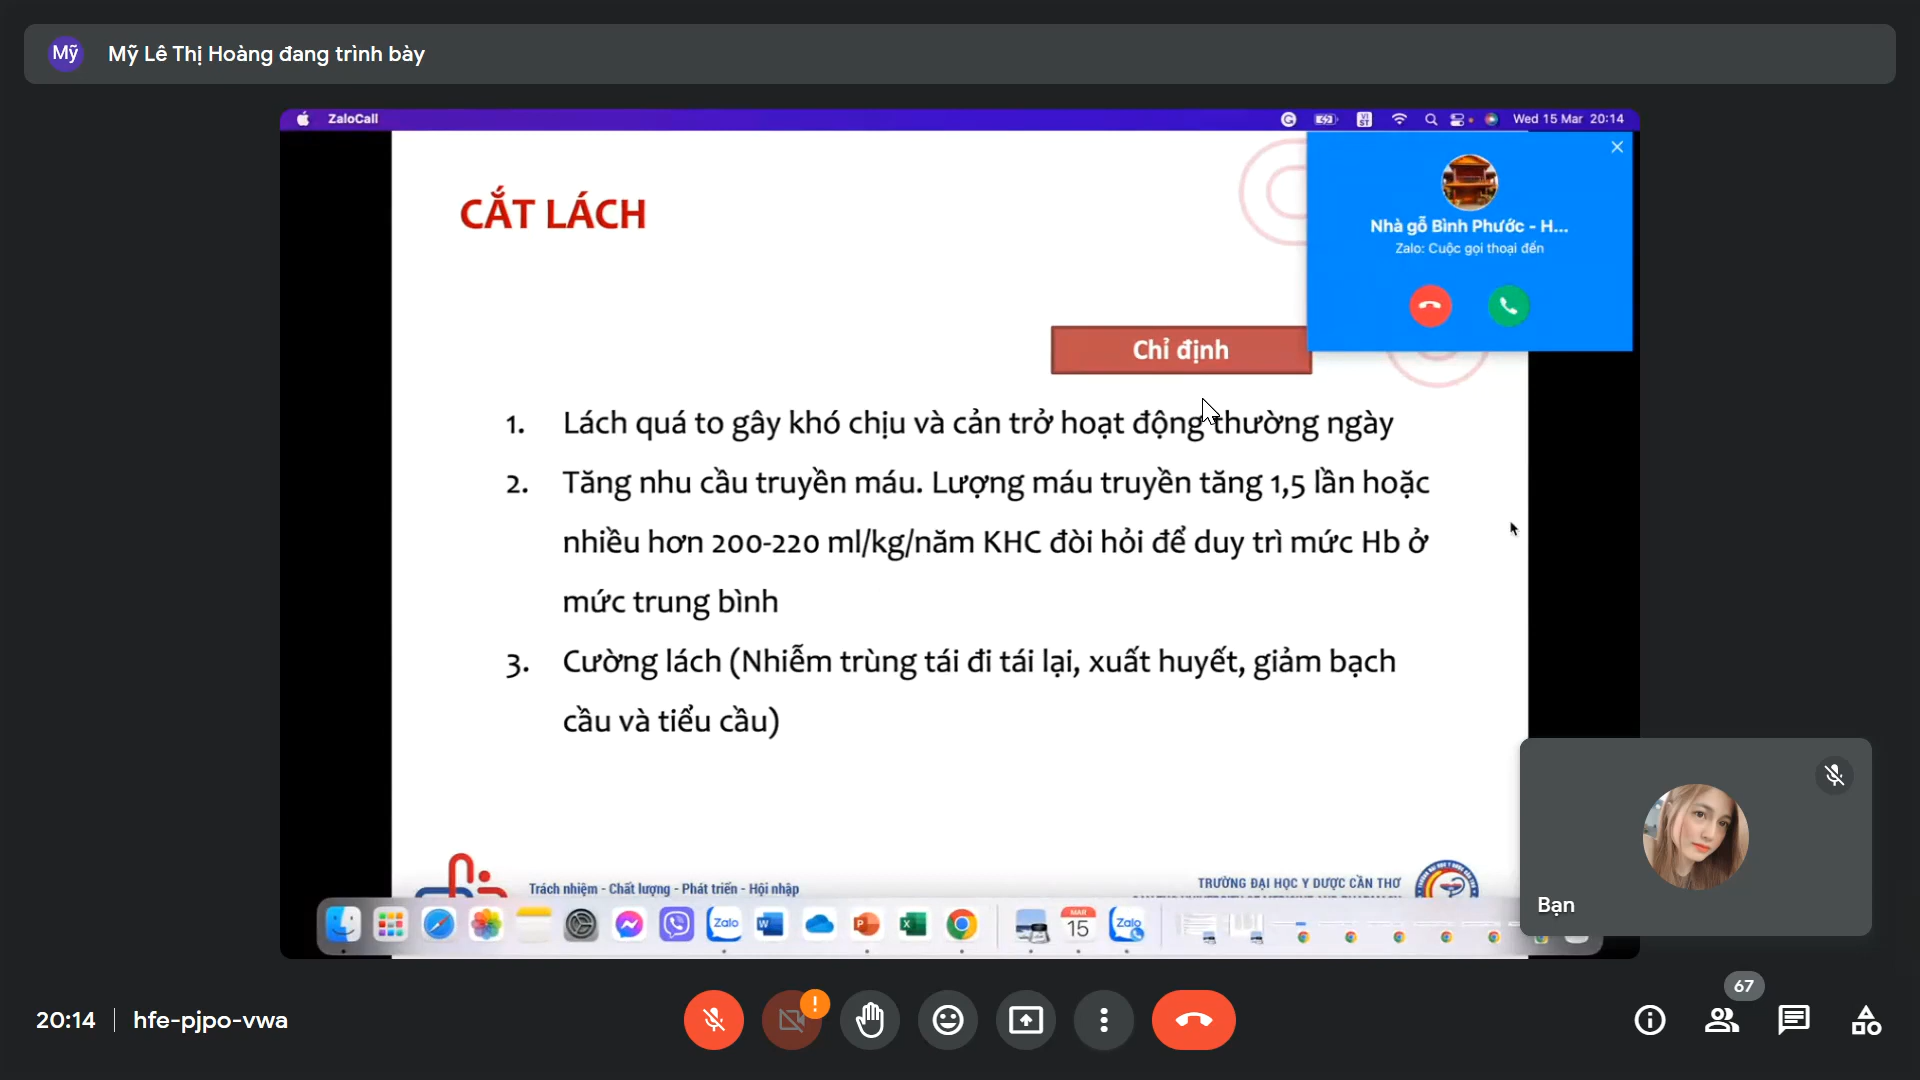 Mỹ
Mỹ Lê Thị Hoàng đang trình bày
ZaloCall
Wed 15 Mar 20:14
CẮT LÁCH
Nhà gỗ Bình Phước - H...
Zalo: Cuộc gọi thoại đến
Chỉ định
1. Lách quá to gây khó chịu và cản trở hoạt động thường ngày
2. Tăng nhu cầu truyền máu. Lượng máu truyền tăng 1,5 lần hoặc
nhiều hơn 200-220 ml/kg/năm KHC đòi hỏi để duy trì mức Hb ở
mức trung bình
3. Cường lách (Nhiễm trùng tái đi tái lại, xuất huyết, giảm bạch
cầu và tiểu cầu)
Trách nhiệm - Chất lượng - Phát triển - Hội nhập
TRƯỜNG ĐẠI HỌC Y DƯỢC CẦN THƠ
Zalo
MAR
15
Zalo
Bạn
67
20:14
hfe-pjpo-vwa